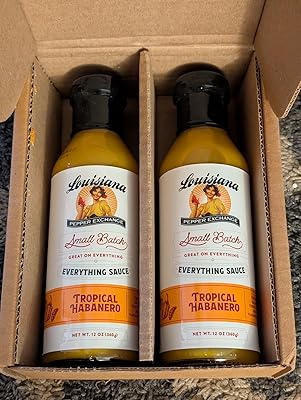 Louisiana
PEPPER EXCHANGE
Small Batch
GREAT ON EVERYTHING
EVERYTHING SAUCE
TROPICAL
HABANERO
NET WT. 12 OZ (340g)
Louisiana
PEPPER EXCHANGE
Small Batch
GREAT ON EVERYTHING
EVERYTHING SAUCE
TROPICAL
HABANERO
NET WT. 12 OZ (340g)